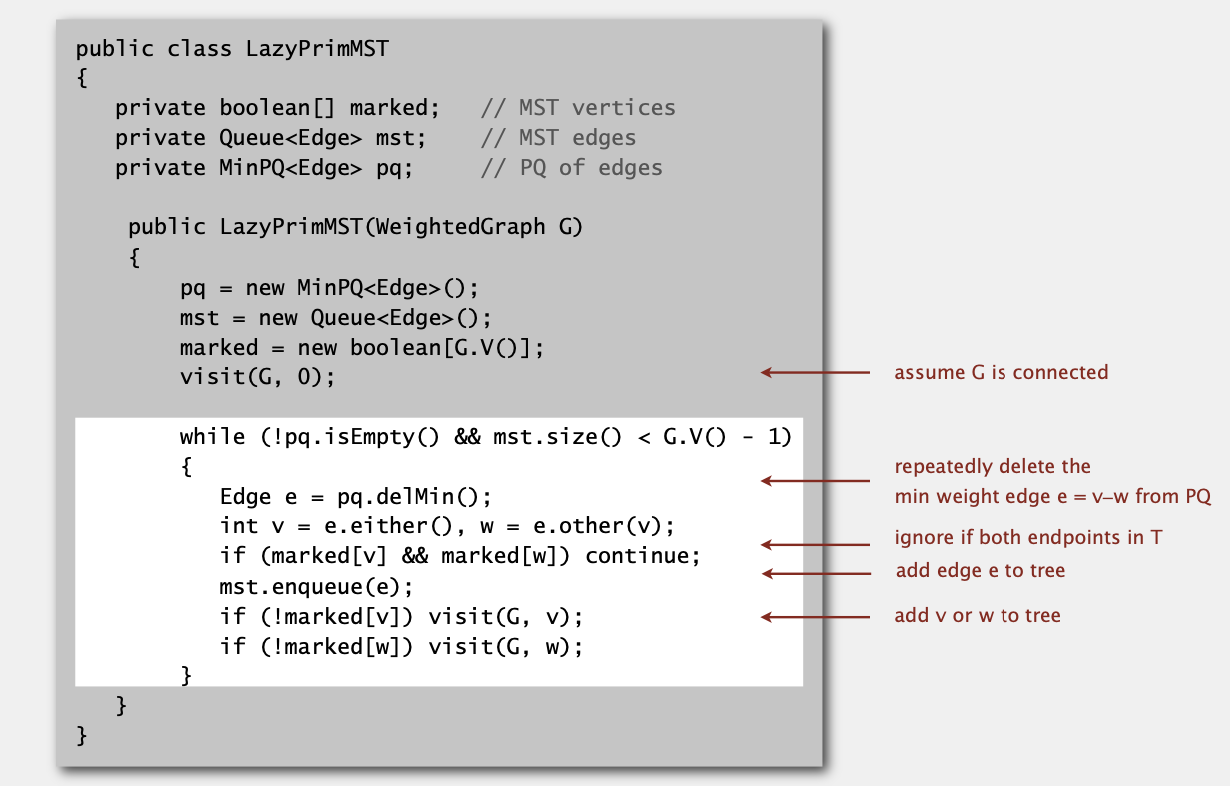 public class LazyPrimMST
{
private boolean[] marked; // MST vertices
private Queue<Edge> mst; // MST edges
private MinPQ<Edge> pq; // PQ of edges
public LazyPrimMST(WeightedGraph G)
{
pq = new MinPQ<Edge>();
mst = new Queue<Edge>();
marked = new boolean[G.V()];
visit(G, 0);
assume G is connected
while (!pq.isEmpty() && mst.size() < G.V() - 1)
{
repeatedly delete the
min weight edge e = v–w from PQ
Edge e = pq.delMin();
int v = e.either(), w = e.other(v);
if (marked[v] && marked[w]) continue;
ignore if both endpoints in T
mst.enqueue(e);
add edge e to tree
if (!marked[v]) visit(G, v);
add v or w to tree
if (!marked[w]) visit(G, w);
}
}
}